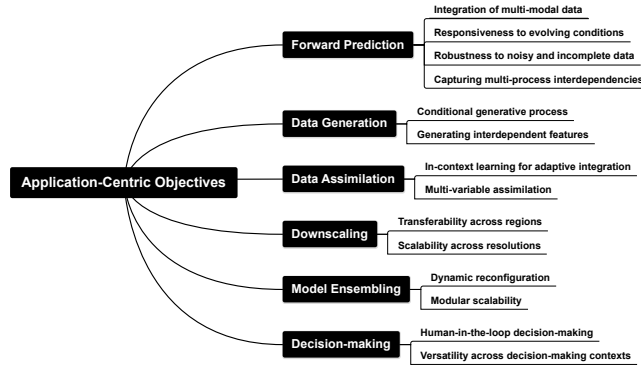 Application-Centric Objectives
Forward Prediction
Integration of multi-modal data
Responsiveness to evolving conditions
Robustness to noisy and incomplete data
Capturing multi-process interdependencies
Data Generation
Conditional generative process
Generating interdependent features
Data Assimilation
In-context learning for adaptive integration
Multi-variable assimilation
Downscaling
Transferability across regions
Scalability across resolutions
Model Ensembling
Dynamic reconfiguration
Modular scalability
Decision-making
Human-in-the-loop decision-making
Versatility across decision-making contexts